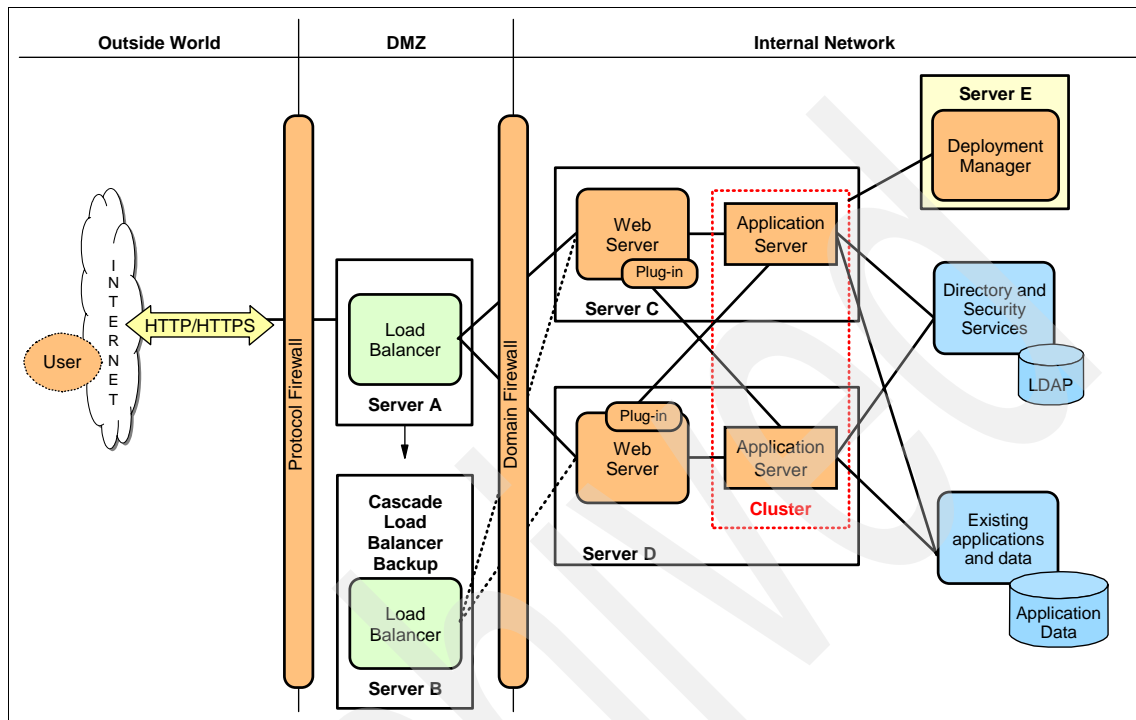 Outside World
DMZ
Internal Network
Server E
Deployment
Manager
Protocol Firewall
Domain Firewall
INTERNET
User
HTTP/HTTPS
Load
Balancer
Server A
Cascade
Load
Balancer
Backup
Load
Balancer
Server B
Web
Server
Plug-in
Application
Server
Server C
Plug-in
Web
Server
Application
Server
Cluster
Server D
Directory and
Security
Services
LDAP
Existing
applications
and data
Application
Data